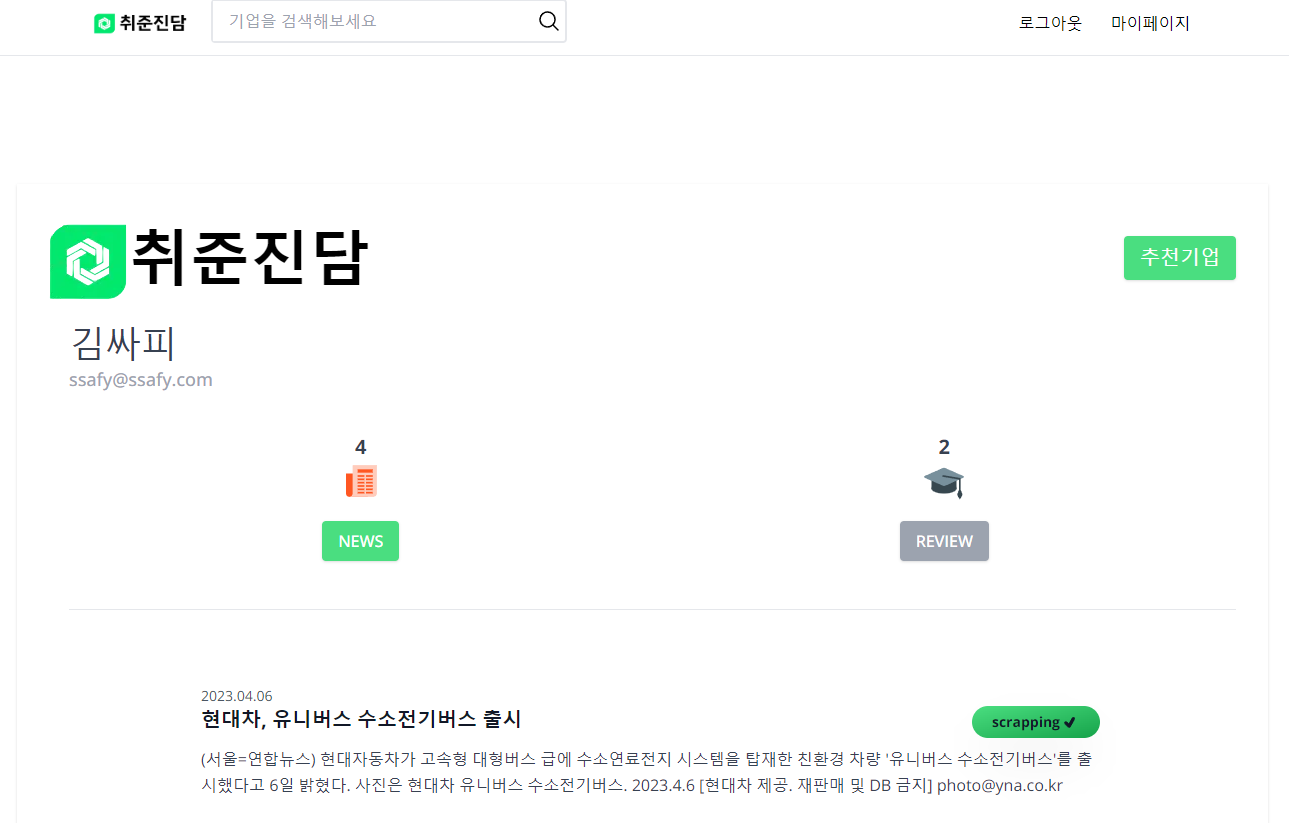 취준진담
기업을 검색해보세요
로그아웃
마이페이지
취준진담
추천기업
김싸피
ssafy@ssafy.com
4
2
NEWS
REVIEW
2023.04.06
현대차, 유니버스 수소전기버스 출시
scrapping ✔
(서울=연합뉴스) 현대자동차가 고속형 대형버스 급에 수소연료전지 시스템을 탑재한 친환경 차량 '유니버스 수소전기버스'를 출
시했다고 6일 밝혔다. 사진은 현대차 유니버스 수소전기버스. 2023.4.6 [현대차 제공. 재판매 및 DB 금지] photo@yna.co.kr